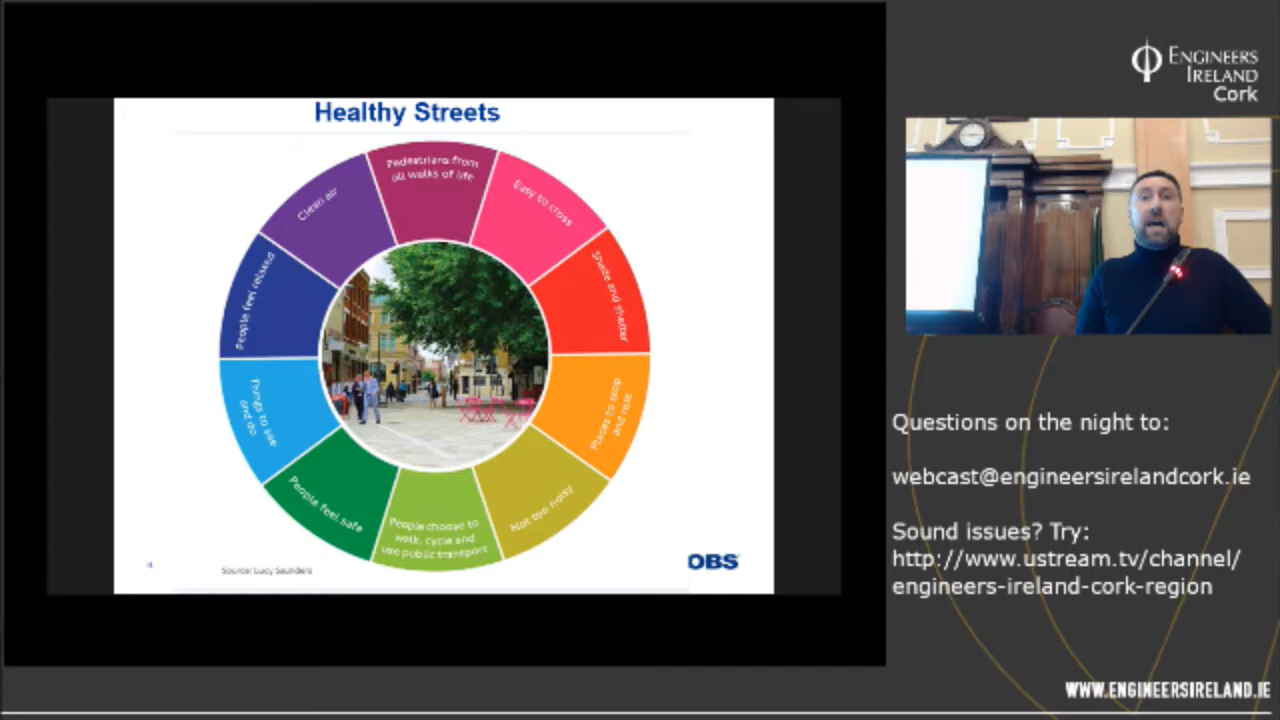 Healthy Streets
Pedestrians from
all walks of life
Easy to cross
Shade and shelter
Places to stop
and rest
Not too noisy
People choose to
walk, cycle and
use public transport
People feel safe
Things to see
and do
People feel relaxed
Clean air
4
Source: Lucy Saunders
OBS
ENGINEERS
IRELAND
Cork
Questions on the night to:
webcast@engineersirelandcork.ie
Sound issues? Try:
http://www.ustream.tv/channel/
engineers-ireland-cork-region
WWW.ENGINEERSIRELAND.IE